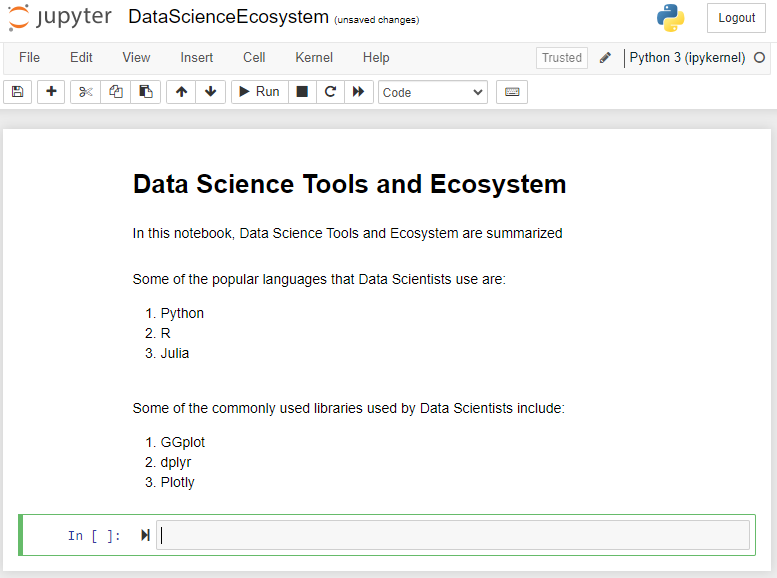 jupyter DataScienceEcosystem (unsaved changes) Logout
File Edit View Insert Cell Kernel Help Trusted Python 3 (ipykernel)
Run Code
Data Science Tools and Ecosystem
In this notebook, Data Science Tools and Ecosystem are summarized
Some of the popular languages that Data Scientists use are:
1. Python
2. R
3. Julia
Some of the commonly used libraries used by Data Scientists include:
1. GGplot
2. dplyr
3. Plotly
In [ ]: